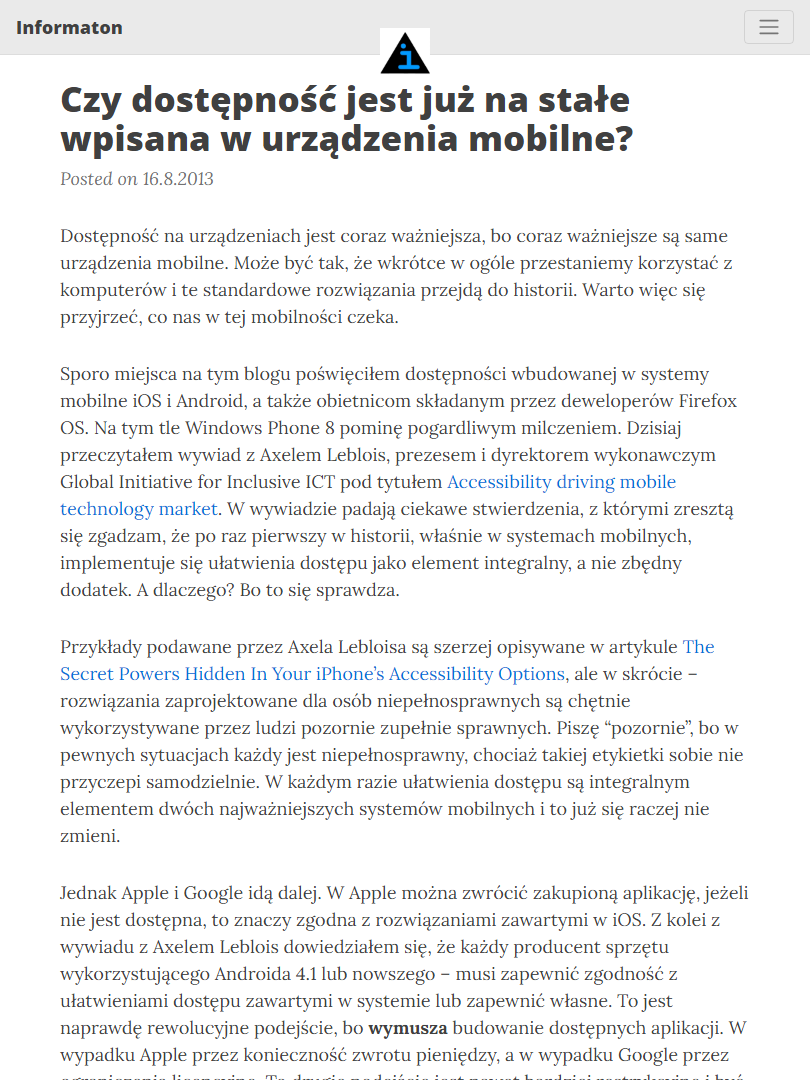 Informaton
i
Czy dostępność jest już na stałe
wpisana w urządzenia mobilne?
Posted on 16.8.2013
Dostępność na urządzeniach jest coraz ważniejsza, bo coraz ważniejsze są same
urządzenia mobilne. Może być tak, że wkrótce w ogóle przestaniemy korzystać z
komputerów i te standardowe rozwiązania przejdą do historii. Warto więc się
przyjrzeć, co nas w tej mobilności czeka.
Sporo miejsca na tym blogu poświęciłem dostępności wbudowanej w systemy
mobilne iOS i Android, a także obietnicom składanym przez deweloperów Firefox
OS. Na tym tle Windows Phone 8 pominę pogardliwym milczeniem. Dzisiaj
przeczytałem wywiad z Axelem Leblois, prezesem i dyrektorem wykonawczym
Global Initiative for Inclusive ICT pod tytułem Accessibility driving mobile
technology market. W wywiadzie padają ciekawe stwierdzenia, z którymi zresztą
się zgadzam, że po raz pierwszy w historii, właśnie w systemach mobilnych,
implementuje się ułatwienia dostępu jako element integralny, a nie zbędny
dodatek. A dlaczego? Bo to się sprawdza.
Przykłady podawane przez Axela Lebloisa są szerzej opisywane w artykule The
Secret Powers Hidden In Your iPhone’s Accessibility Options, ale w skrócie –
rozwiązania zaprojektowane dla osób niepełnosprawnych są chętnie
wykorzystywane przez ludzi pozornie zupełnie sprawnych. Piszę “pozornie”, bo w
pewnych sytuacjach każdy jest niepełnosprawny, chociaż takiej etykietki sobie nie
przyczepi samodzielnie. W każdym razie ułatwienia dostępu są integralnym
elementem dwóch najważniejszych systemów mobilnych i to już się raczej nie
zmieni.
Jednak Apple i Google idą dalej. W Apple można zwrócić zakupioną aplikację, jeżeli
nie jest dostępna, to znaczy zgodna z rozwiązaniami zawartymi w iOS. Z kolei z
wywiadu z Axelem Leblois dowiedziałem się, że każdy producent sprzętu
wykorzystującego Androida 4.1 lub nowszego – musi zapewnić zgodność z
ułatwieniami dostępu zawartymi w systemie lub zapewnić własne. To jest
naprawdę rewolucyjne podejście, bo wymusza budowanie dostępnych aplikacji. W
wypadku Apple przez konieczność zwrotu pieniędzy, a w wypadku Google przez